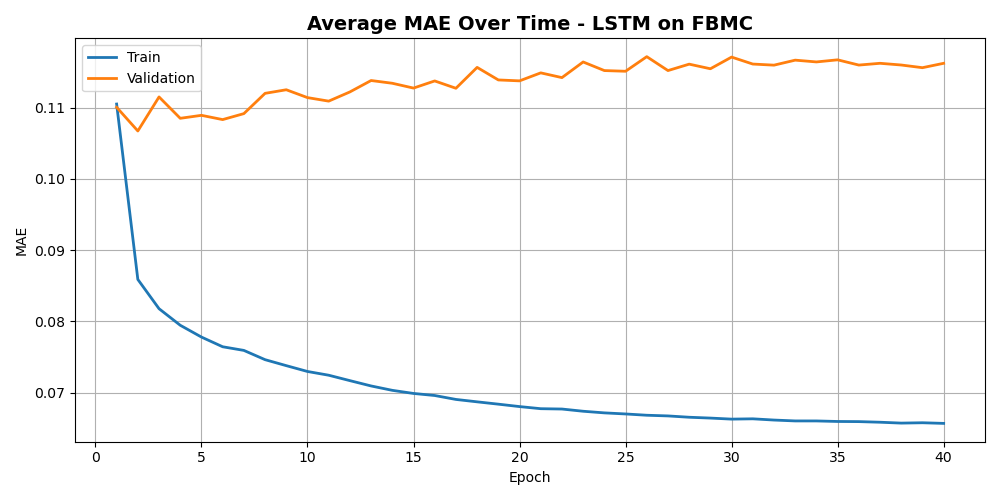 Average MAE Over Time - LSTM on FBMC
Train
Validation
MAE
0.11
0.10
0.09
0.08
0.07
0 5 10 15 20 25 30 35 40
Epoch